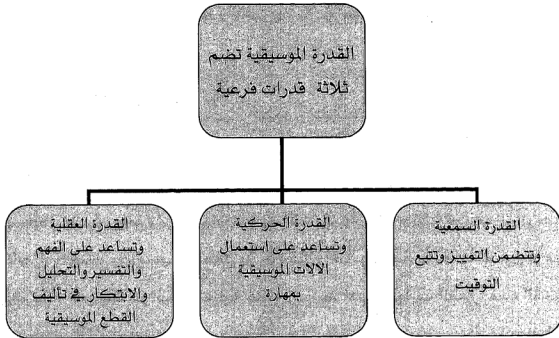 القدرة الموسيقية تضم
ثلاثة قدرات فرعية
القدرة السمعية
وتتضمن التمييز وتتبع
التوقيت
القدرة الحركية
وتساعد على استعمال
الالات الموسيقية
بمهارة
القدرة العقلية
وتساعد على الفهم
والتفسير والتحليل
والابتكار في تأليف
القطع الموسيقية